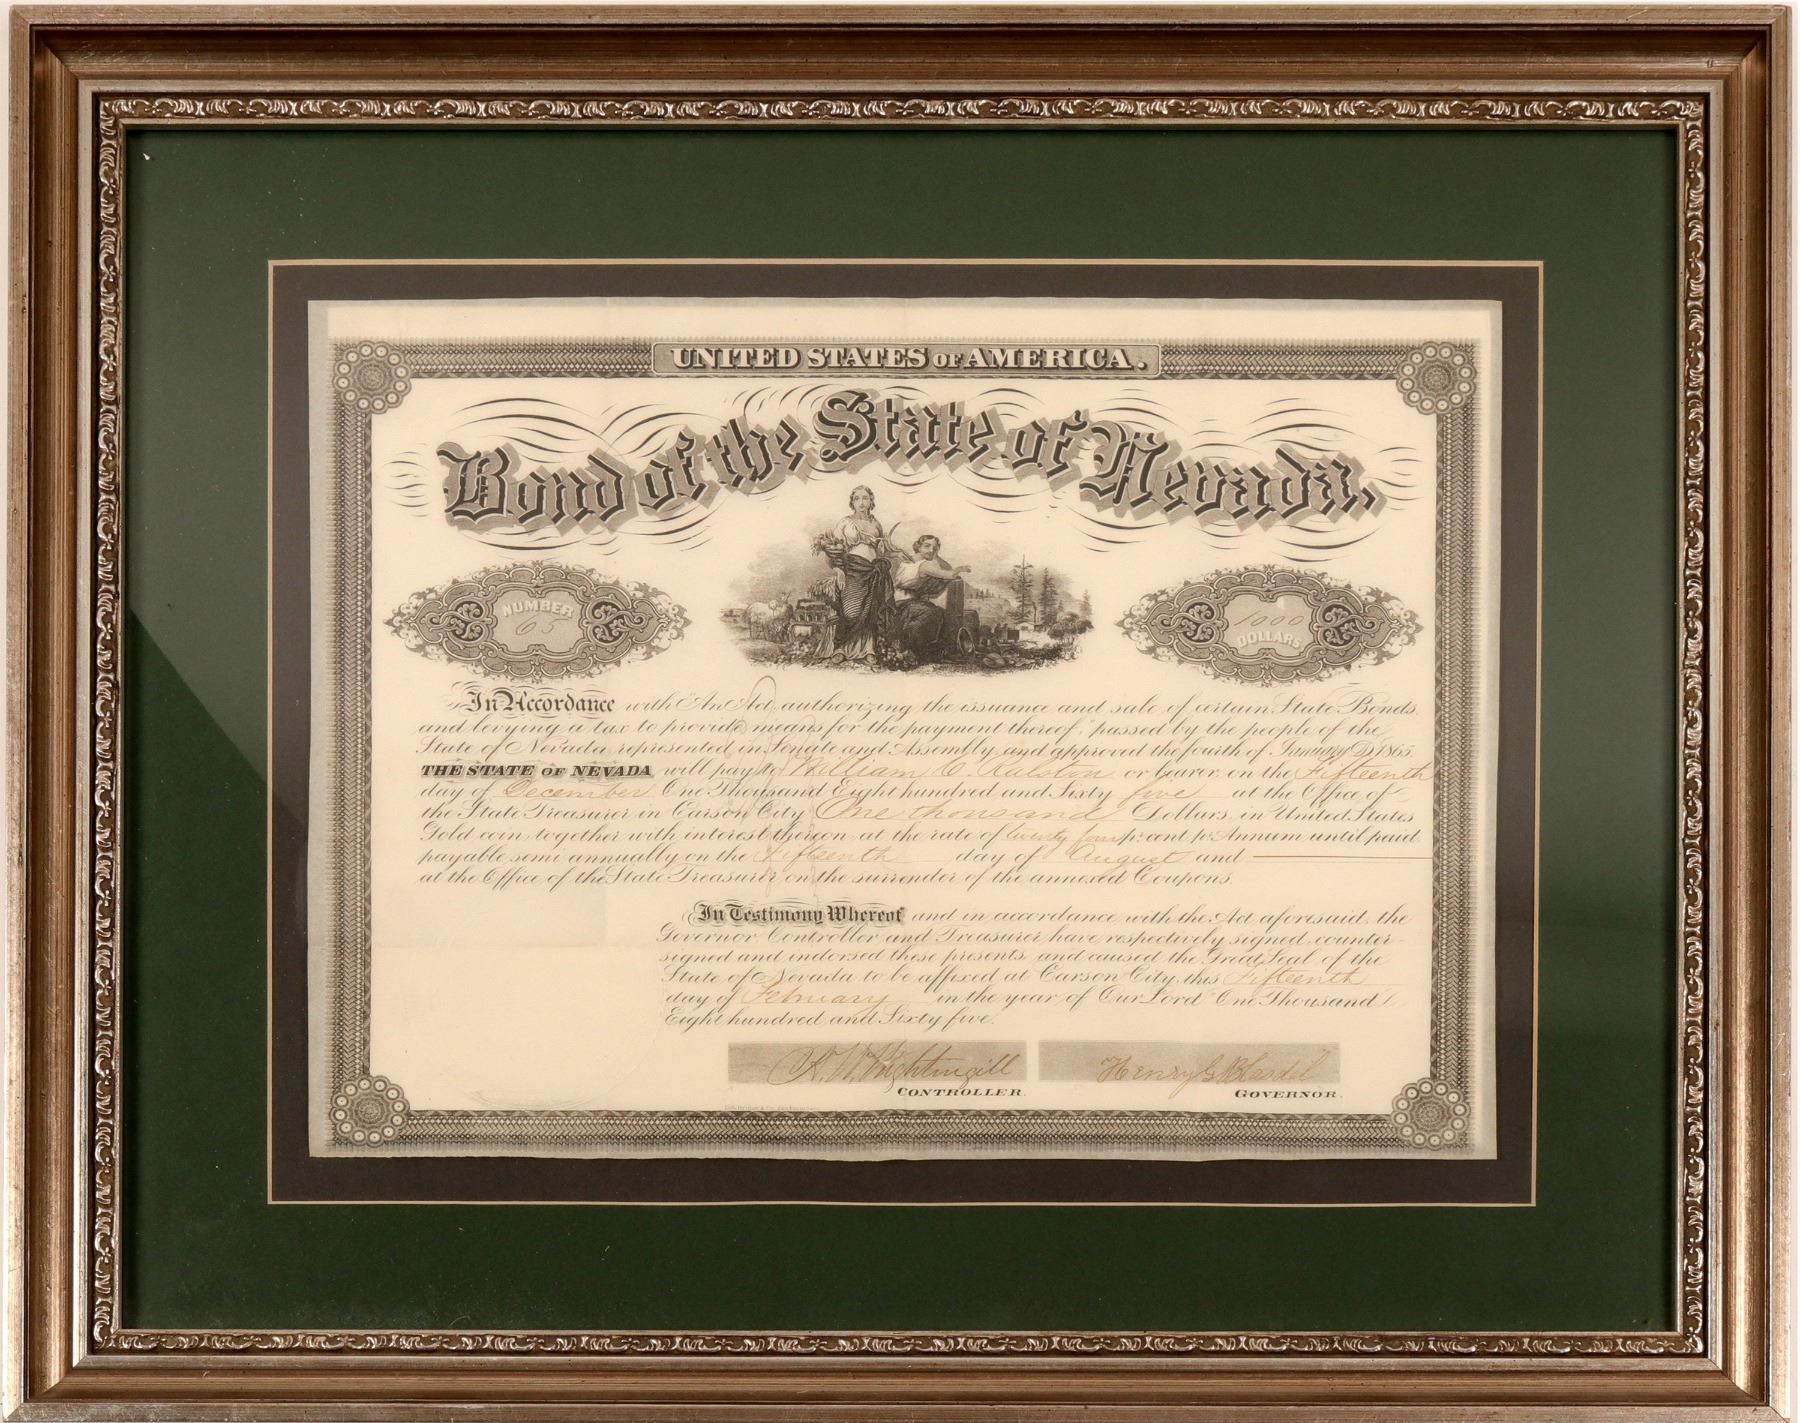 UNITED STATES OF AMERICA.
Bond of the State of Nevada,
NUMBER
65
1000
DOLLARS
In Accordance with "An Act, authorizing the issuance and sale of certain State Bonds
and levying a tax to provide means for the payment thereof", passed by the people of the
State of Nevada, represented in Senate and Assembly, and approved the fourth of January AD 1865.
THE STATE OF NEVADA will pay to William C. Ralston or bearer, on the Fifteenth
day of December One Thousand Eight hundred and Sixty five at the Office of
the State Treasurer in Carson City One thousand Dollars in United States
Gold coin, together with interest thereon at the rate of twenty four pr cent pr Annum until paid
payable semi annually on the Fifteenth day of August and
at the Office of the State Treasurer on the surrender of the annexed Coupons.
In Testimony Whereof and in accordance with the Act aforesaid, the
Governor, Controller and Treasurer have respectively signed, counter-
signed and indorsed these presents, and caused the Great Seal of the
State of Nevada to be affixed at Carson City, this Fifteenth
day of February in the year of Our Lord One Thousand
Eight hundred and Sixty five.
A. W. Nightingill
Henry G. Blasdel
CONTROLLER.
GOVERNOR.